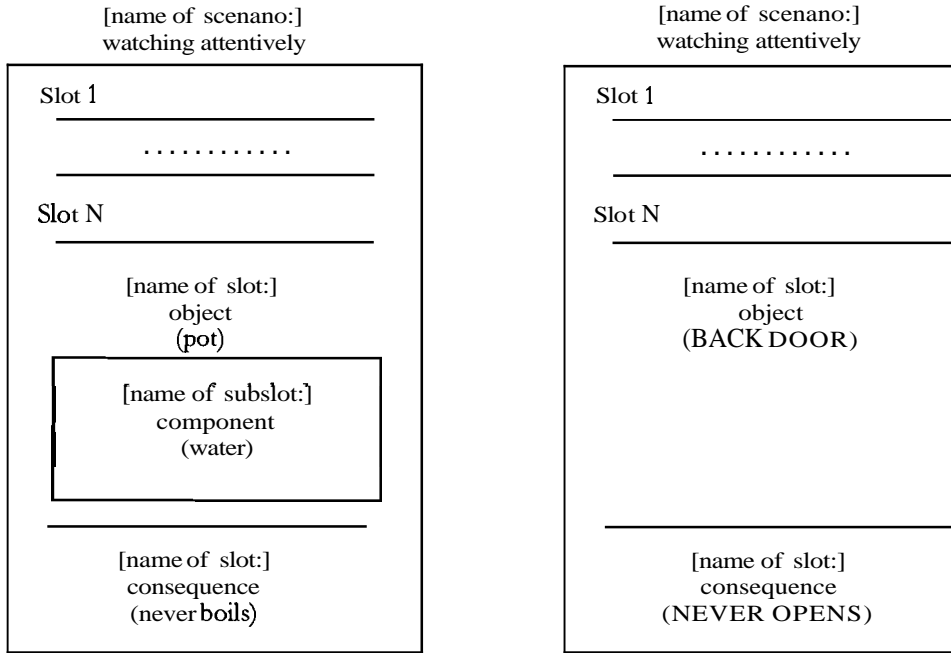 [name of scenano:]
watching attentively
Slot 1
. . . . . . . . . . . .
Slot N
[name of slot:]
object
(pot)
[name of subslot:]
component
(water)
[name of slot:]
consequence
(never boils)
[name of scenario:]
watching attentively
Slot 1
. . . . . . . . . . . .
Slot N
[name of slot:]
object
(BACK DOOR)
[name of slot:]
consequence
(NEVER OPENS)